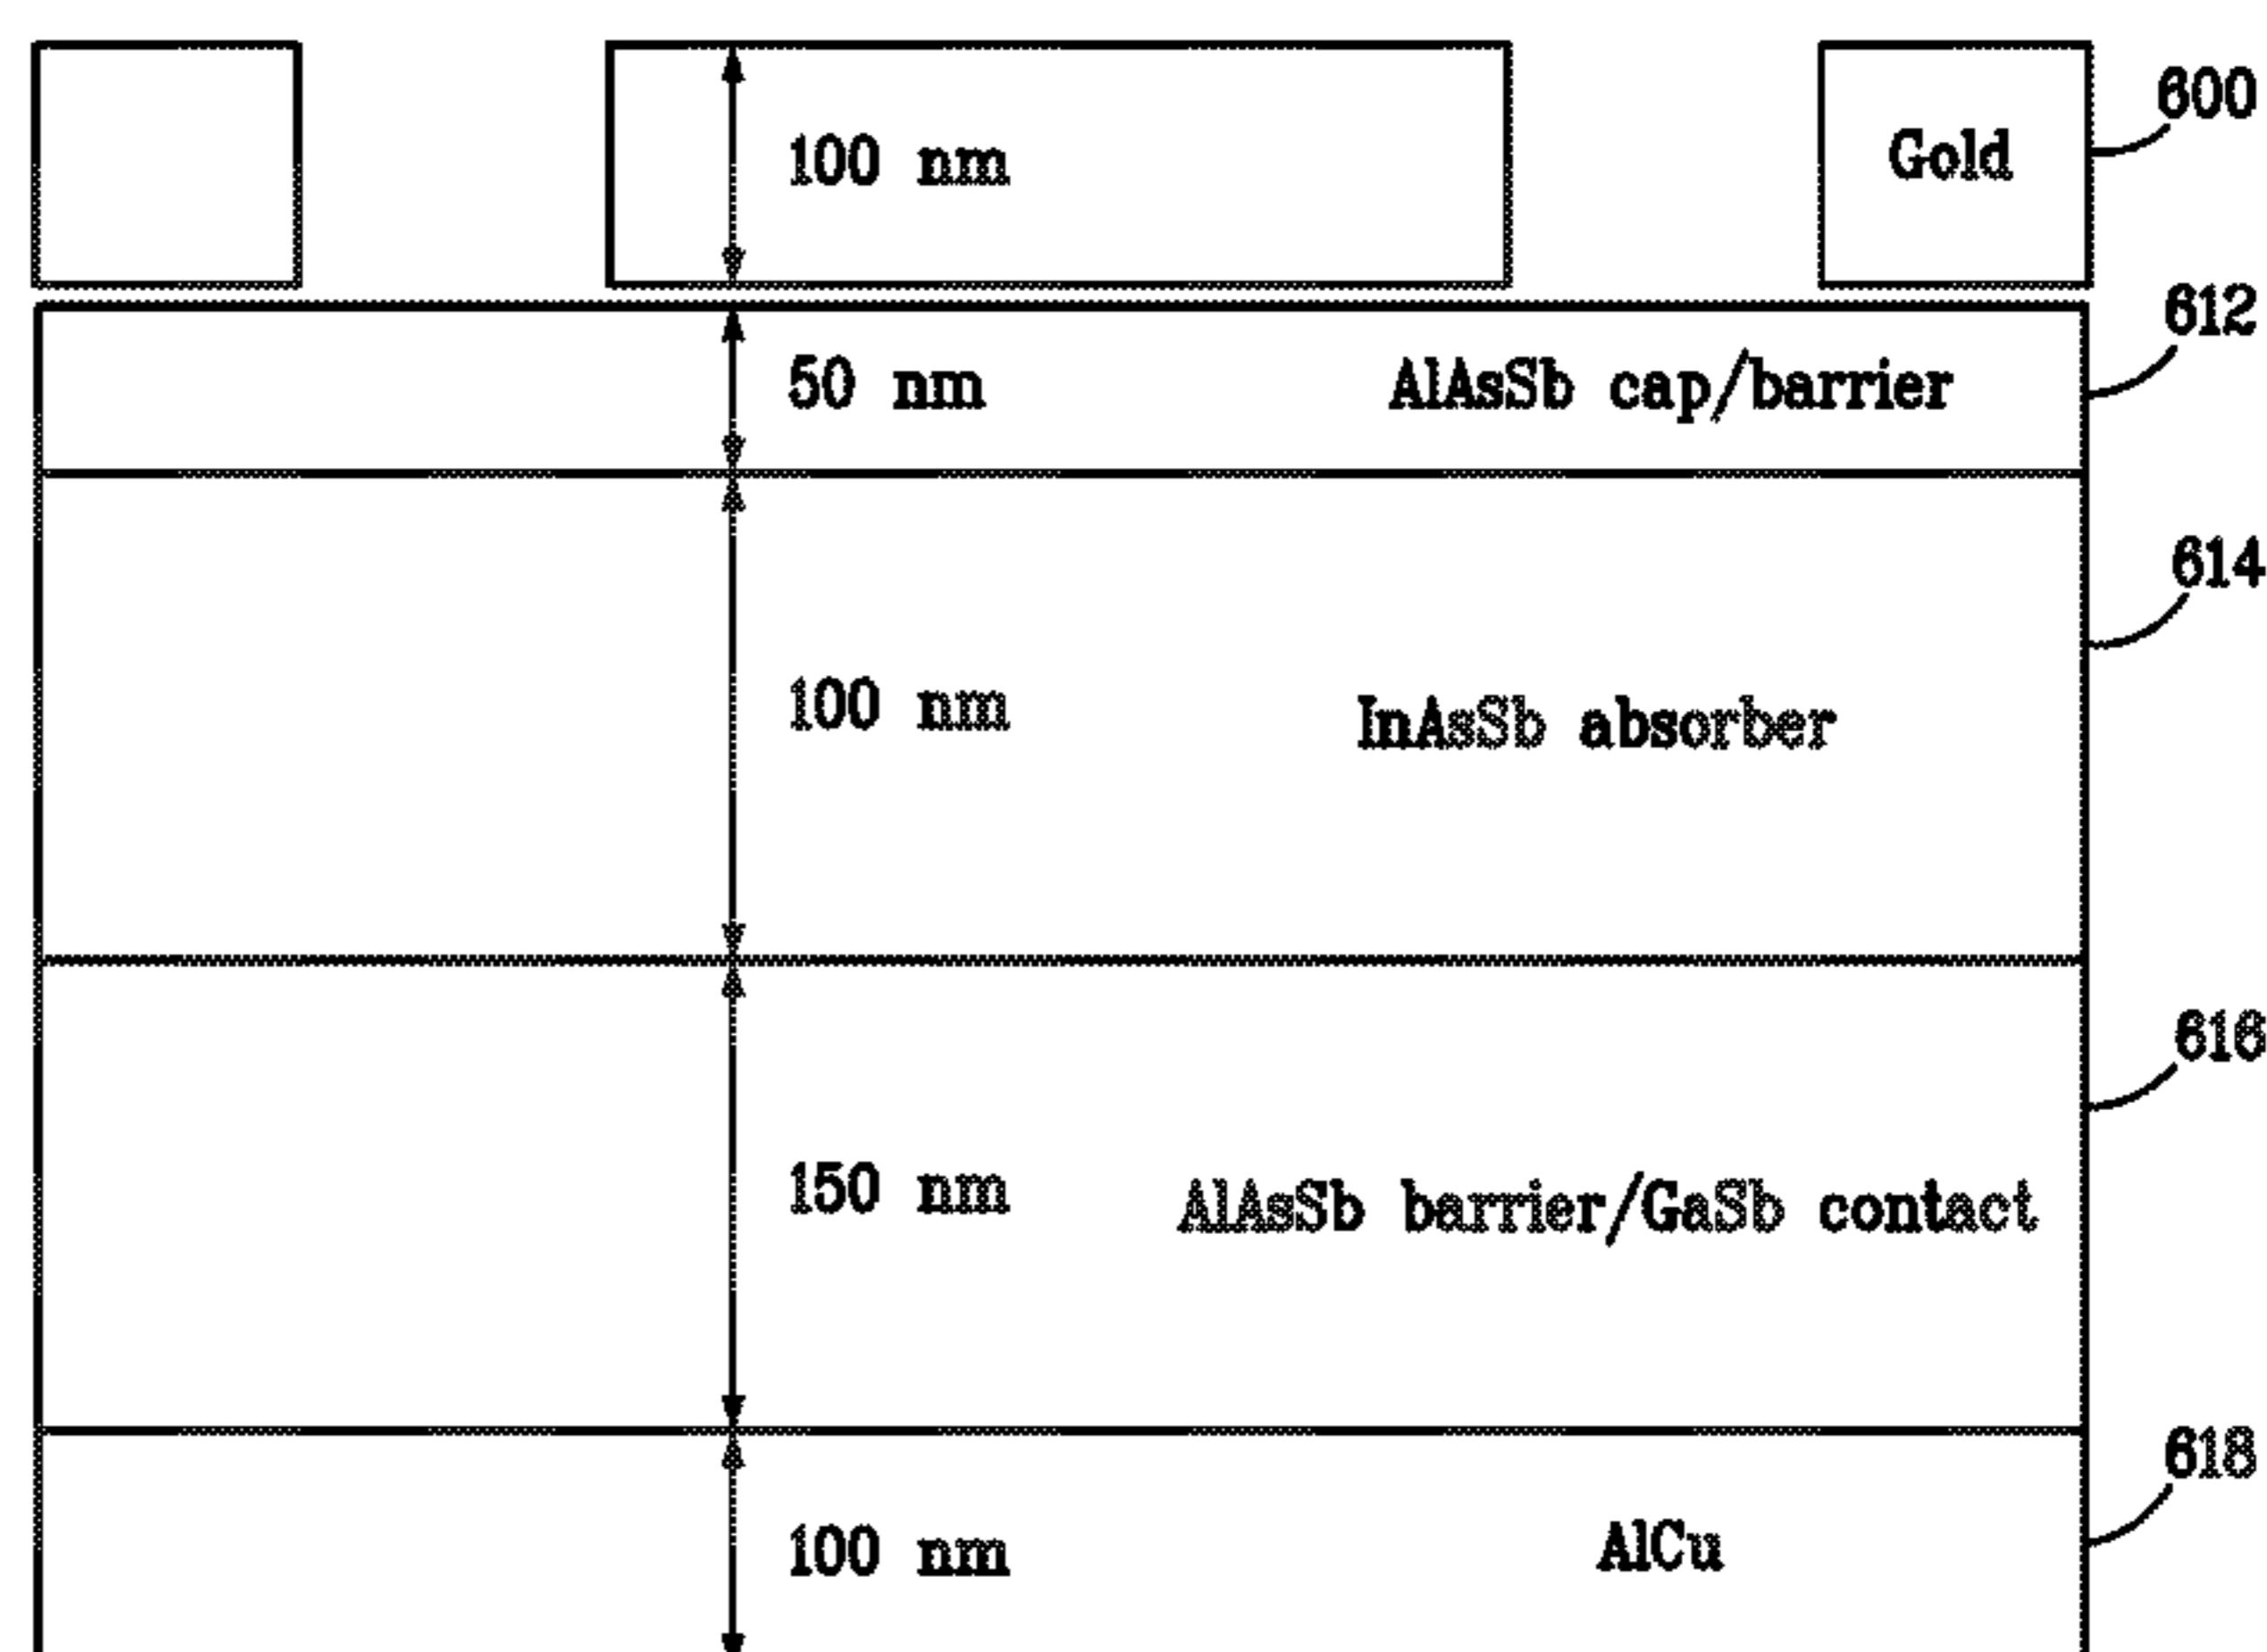 600
100 nm
Gold
612
50 nm
AlAsSb cap/barrier
614
100 nm
InAsSb absorber
616
150 nm
AlAsSb barrier/GaSb contact
618
100 nm
AlCu